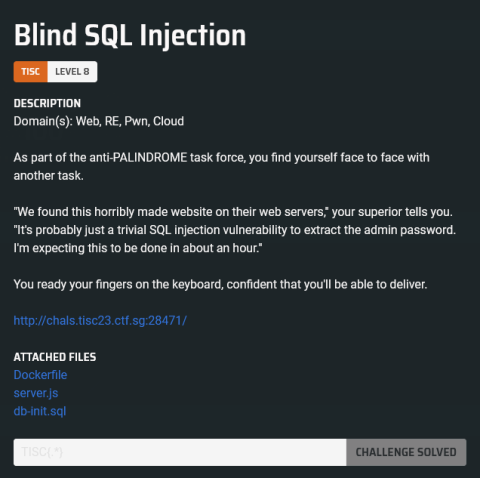 Blind SQL Injection
TISC LEVEL 8
DESCRIPTION
Domain(s): Web, RE, Pwn, Cloud
As part of the anti-PALINDROME task force, you find yourself face to face with
another task.
"We found this horribly made website on their web servers," your superior tells you.
"It's probably just a trivial SQL injection vulnerability to extract the admin password.
I'm expecting this to be done in about an hour."
You ready your fingers on the keyboard, confident that you'll be able to deliver.
http://chals.tisc23.ctf.sg:28471/
ATTACHED FILES
Dockerfile
server.js
db-init.sql
TISC{.*} CHALLENGE SOLVED